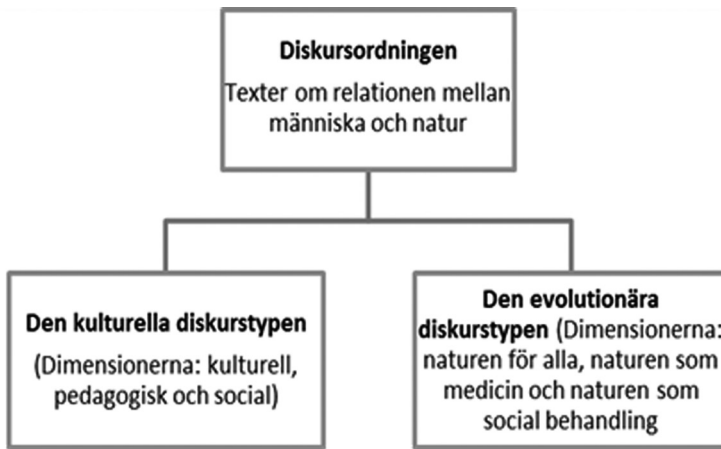 Diskursordningen
Texter om relationen mellan
människa och natur
Den kulturella diskurstypen
(Dimensionerna: kulturell,
pedagogisk och social)
Den evolutionära
diskurstypen (Dimensionerna:
naturen för alla, naturen som
medicin och naturen som
social behandling